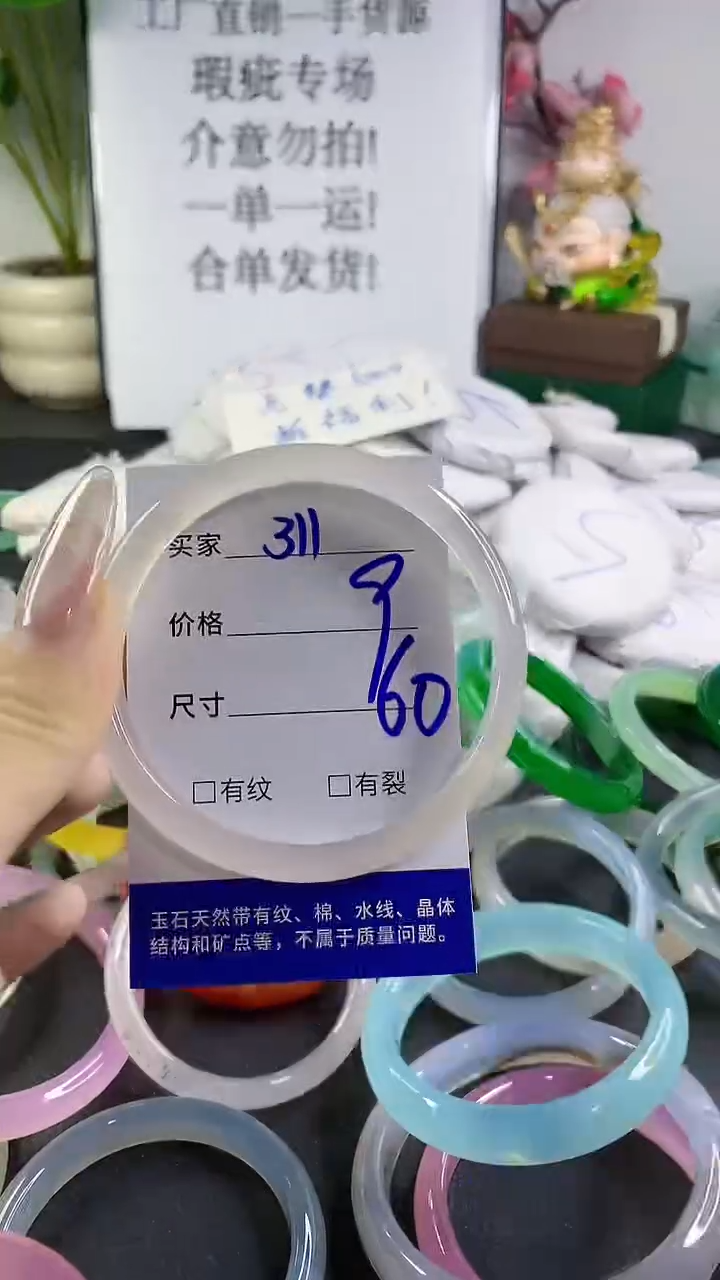 工厂直销一手货源
瑕疵专场
介意勿拍!
一单一运!
合单发货!
买家 311
价格
尺寸 60
□有纹 □有裂
玉石天然带有纹、棉、水线、晶体
结构和矿点等，不属于质量问题。